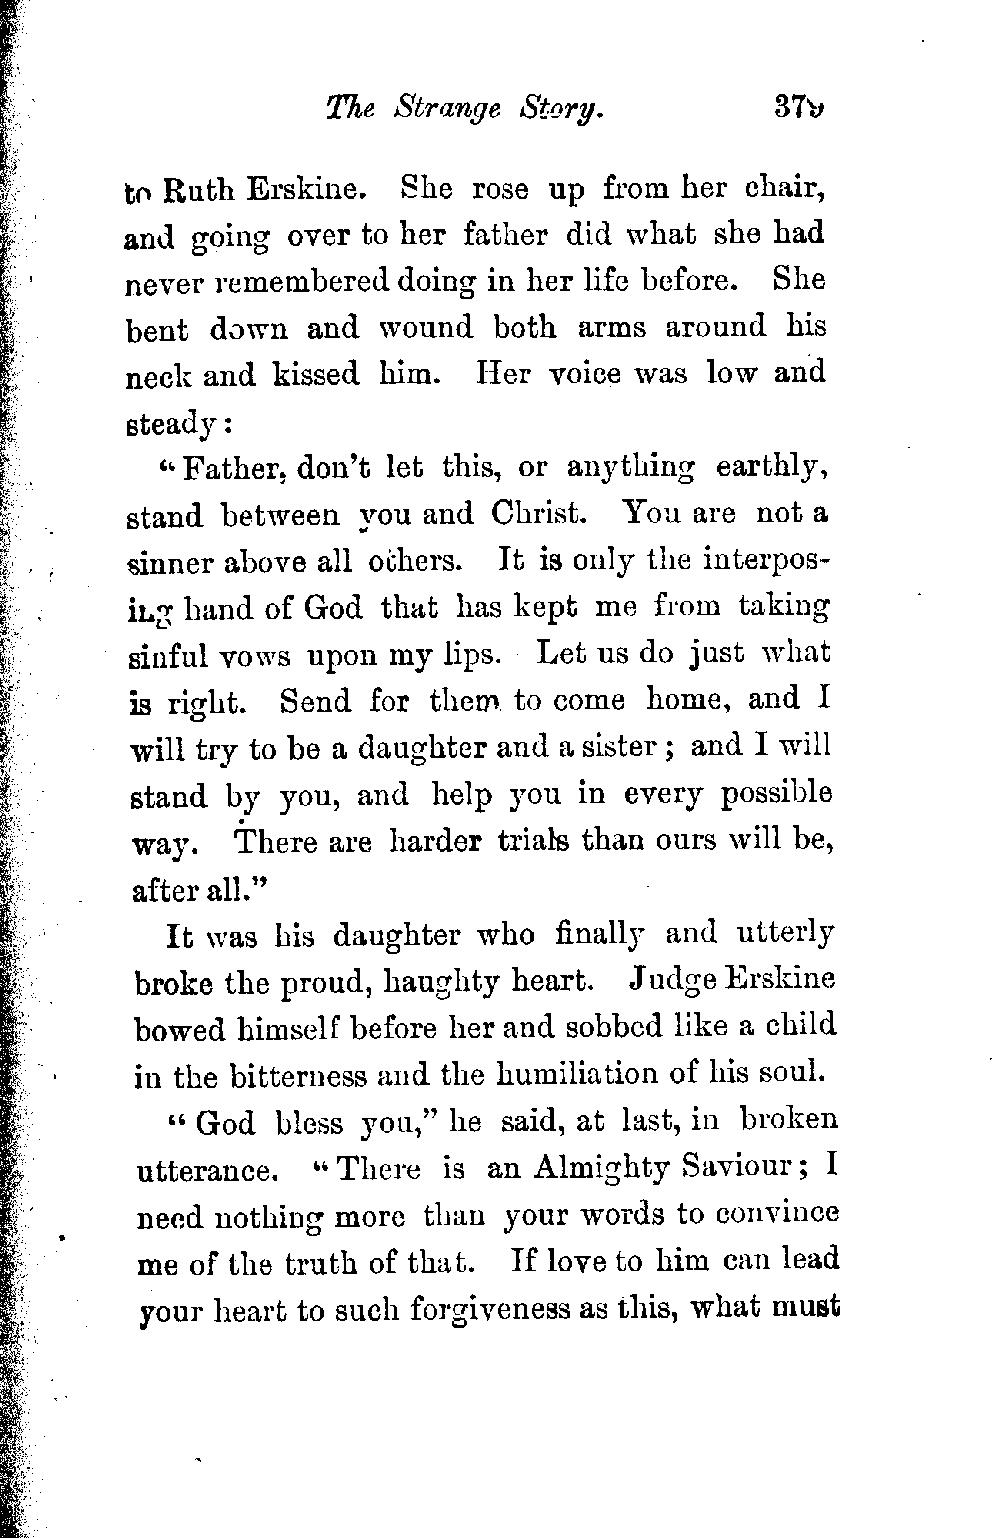 The Strange Story.
to Ruth Erskine. She rose up from her chair,
and going over to her father did what she had
never remembered doing in her life before. She
bent down and wound both arms around his
neck and kissed him. Her voice was low and
steady:
"Father, don't let this, or anything earthly,
stand between you and Christ. You are not a
sinner above all others. It is only the interpos-
ing hand of God that has kept me from taking
sinful vows upon my lips. Let us do just what
is right. Send for them to come home, and I
will try to be a daughter and a sister; and I will
stand by you, and help you in every possible
way. There are harder trials than ours will be,
after all."
It was his daughter who finally and utterly
broke the proud, haughty heart. Judge Erskine
bowed himself before her and sobbed like a child
in the bitterness and the humiliation of his soul.
"God bless you," he said, at last, in broken
utterance. "There is an Almighty Saviour; I
need nothing more than your words to convince
me of the truth of that. If love to him can lead
your heart to such forgiveness as this, what must